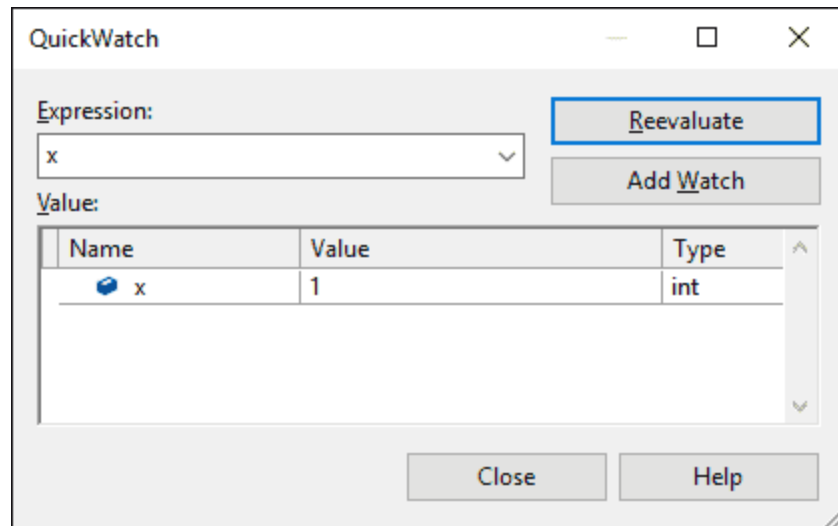 QuickWatch
Expression:
Reevaluate
x
Add Watch
Value:
Name Value Type
x 1 int
Close Help